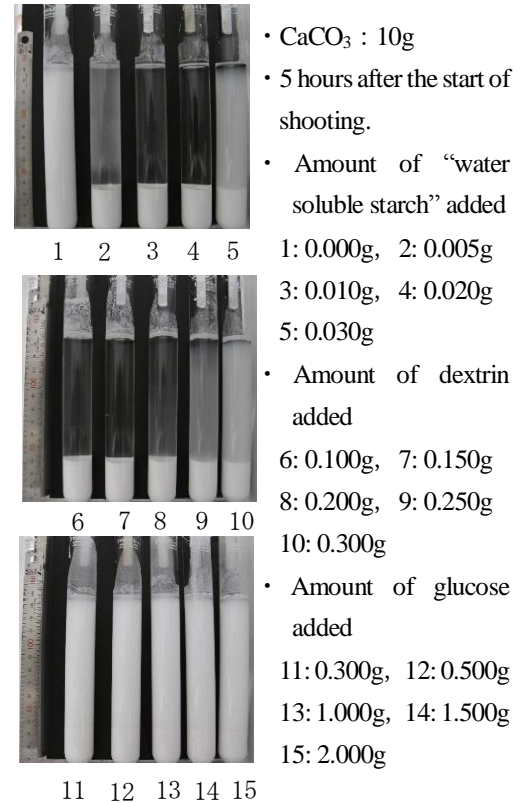 ・CaCO₃：10g
・5 hours after the start of
shooting.
・ Amount of “water
soluble starch” added
1: 0.000g, 2: 0.005g
3: 0.010g, 4: 0.020g
5: 0.030g
・ Amount of dextrin
added
6: 0.100g, 7: 0.150g
8: 0.200g, 9: 0.250g
10: 0.300g
・ Amount of glucose
added
11: 0.300g, 12: 0.500g
13: 1.000g, 14: 1.500g
15: 2.000g
1 2 3 4 5
6 7 8 9 10
11 12 13 14 15